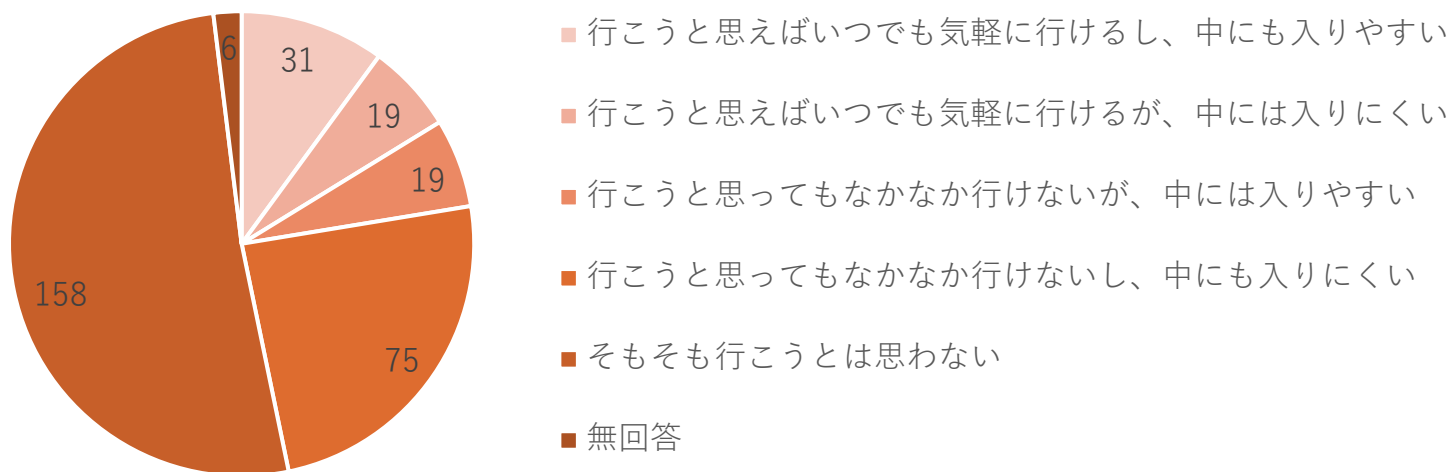 6
31
19
19
75
158
行こうと思えばいつでも気軽に行けるし、中にも入りやすい
行こうと思えばいつでも気軽に行けるが、中には入りにくい
行こうと思ってもなかなか行けないが、中には入りやすい
行こうと思ってもなかなか行けないし、中にも入りにくい
そもそも行こうとは思わない
無回答